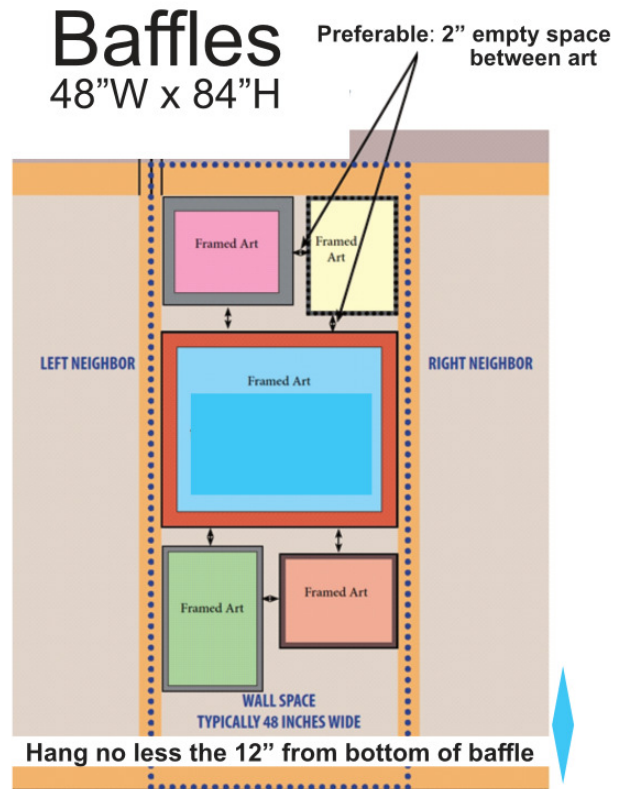 Baffles
48”W x 84”H
Preferable: 2” empty space
between art
Framed Art
Framed
Art
LEFT NEIGHBOR
RIGHT NEIGHBOR
Framed Art
Framed Art
Framed Art
WALL SPACE
TYPICALLY 48 INCHES WIDE
Hang no less the 12” from bottom of baffle